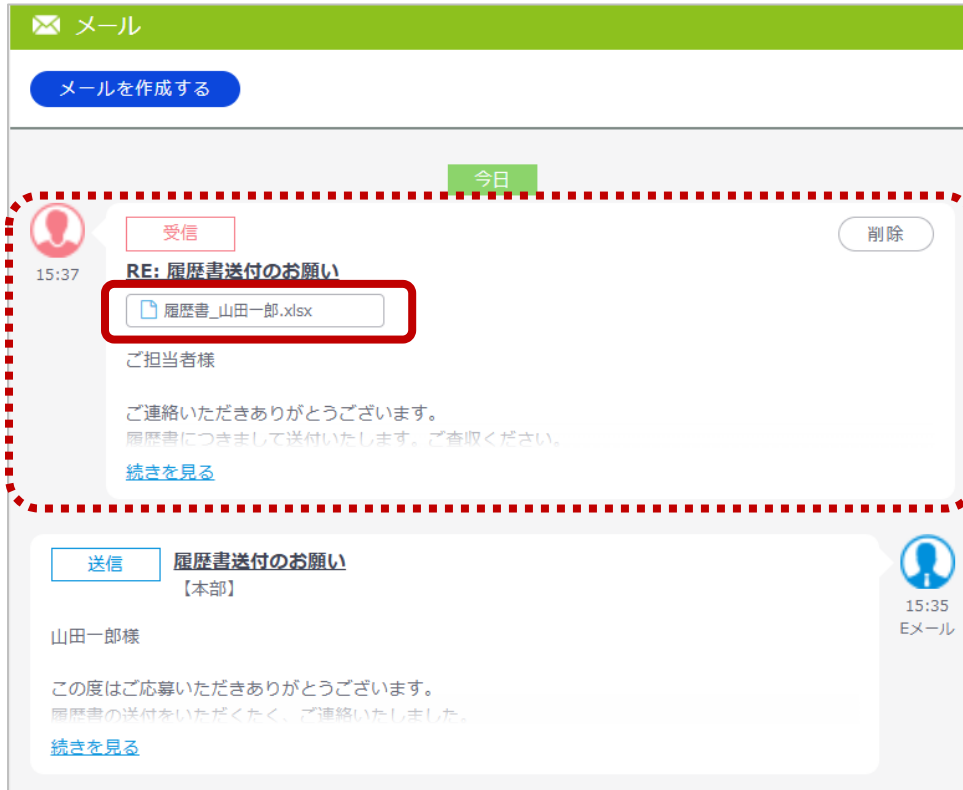 メール
メールを作成する
今日
受信
削除
15:37
RE: 履歴書送付のお願い
履歴書_山田一郎.xlsx
ご担当者様
ご連絡いただきありがとうございます。
履歴書につきまして送付いたします。ご査収ください。
続きを見る
送信
履歴書送付のお願い
【本部】
15:35
Eメール
山田一郎様
この度はご応募いただきありがとうございます。
履歴書の送付をいただくたく、ご連絡いたしました。
続きを見る